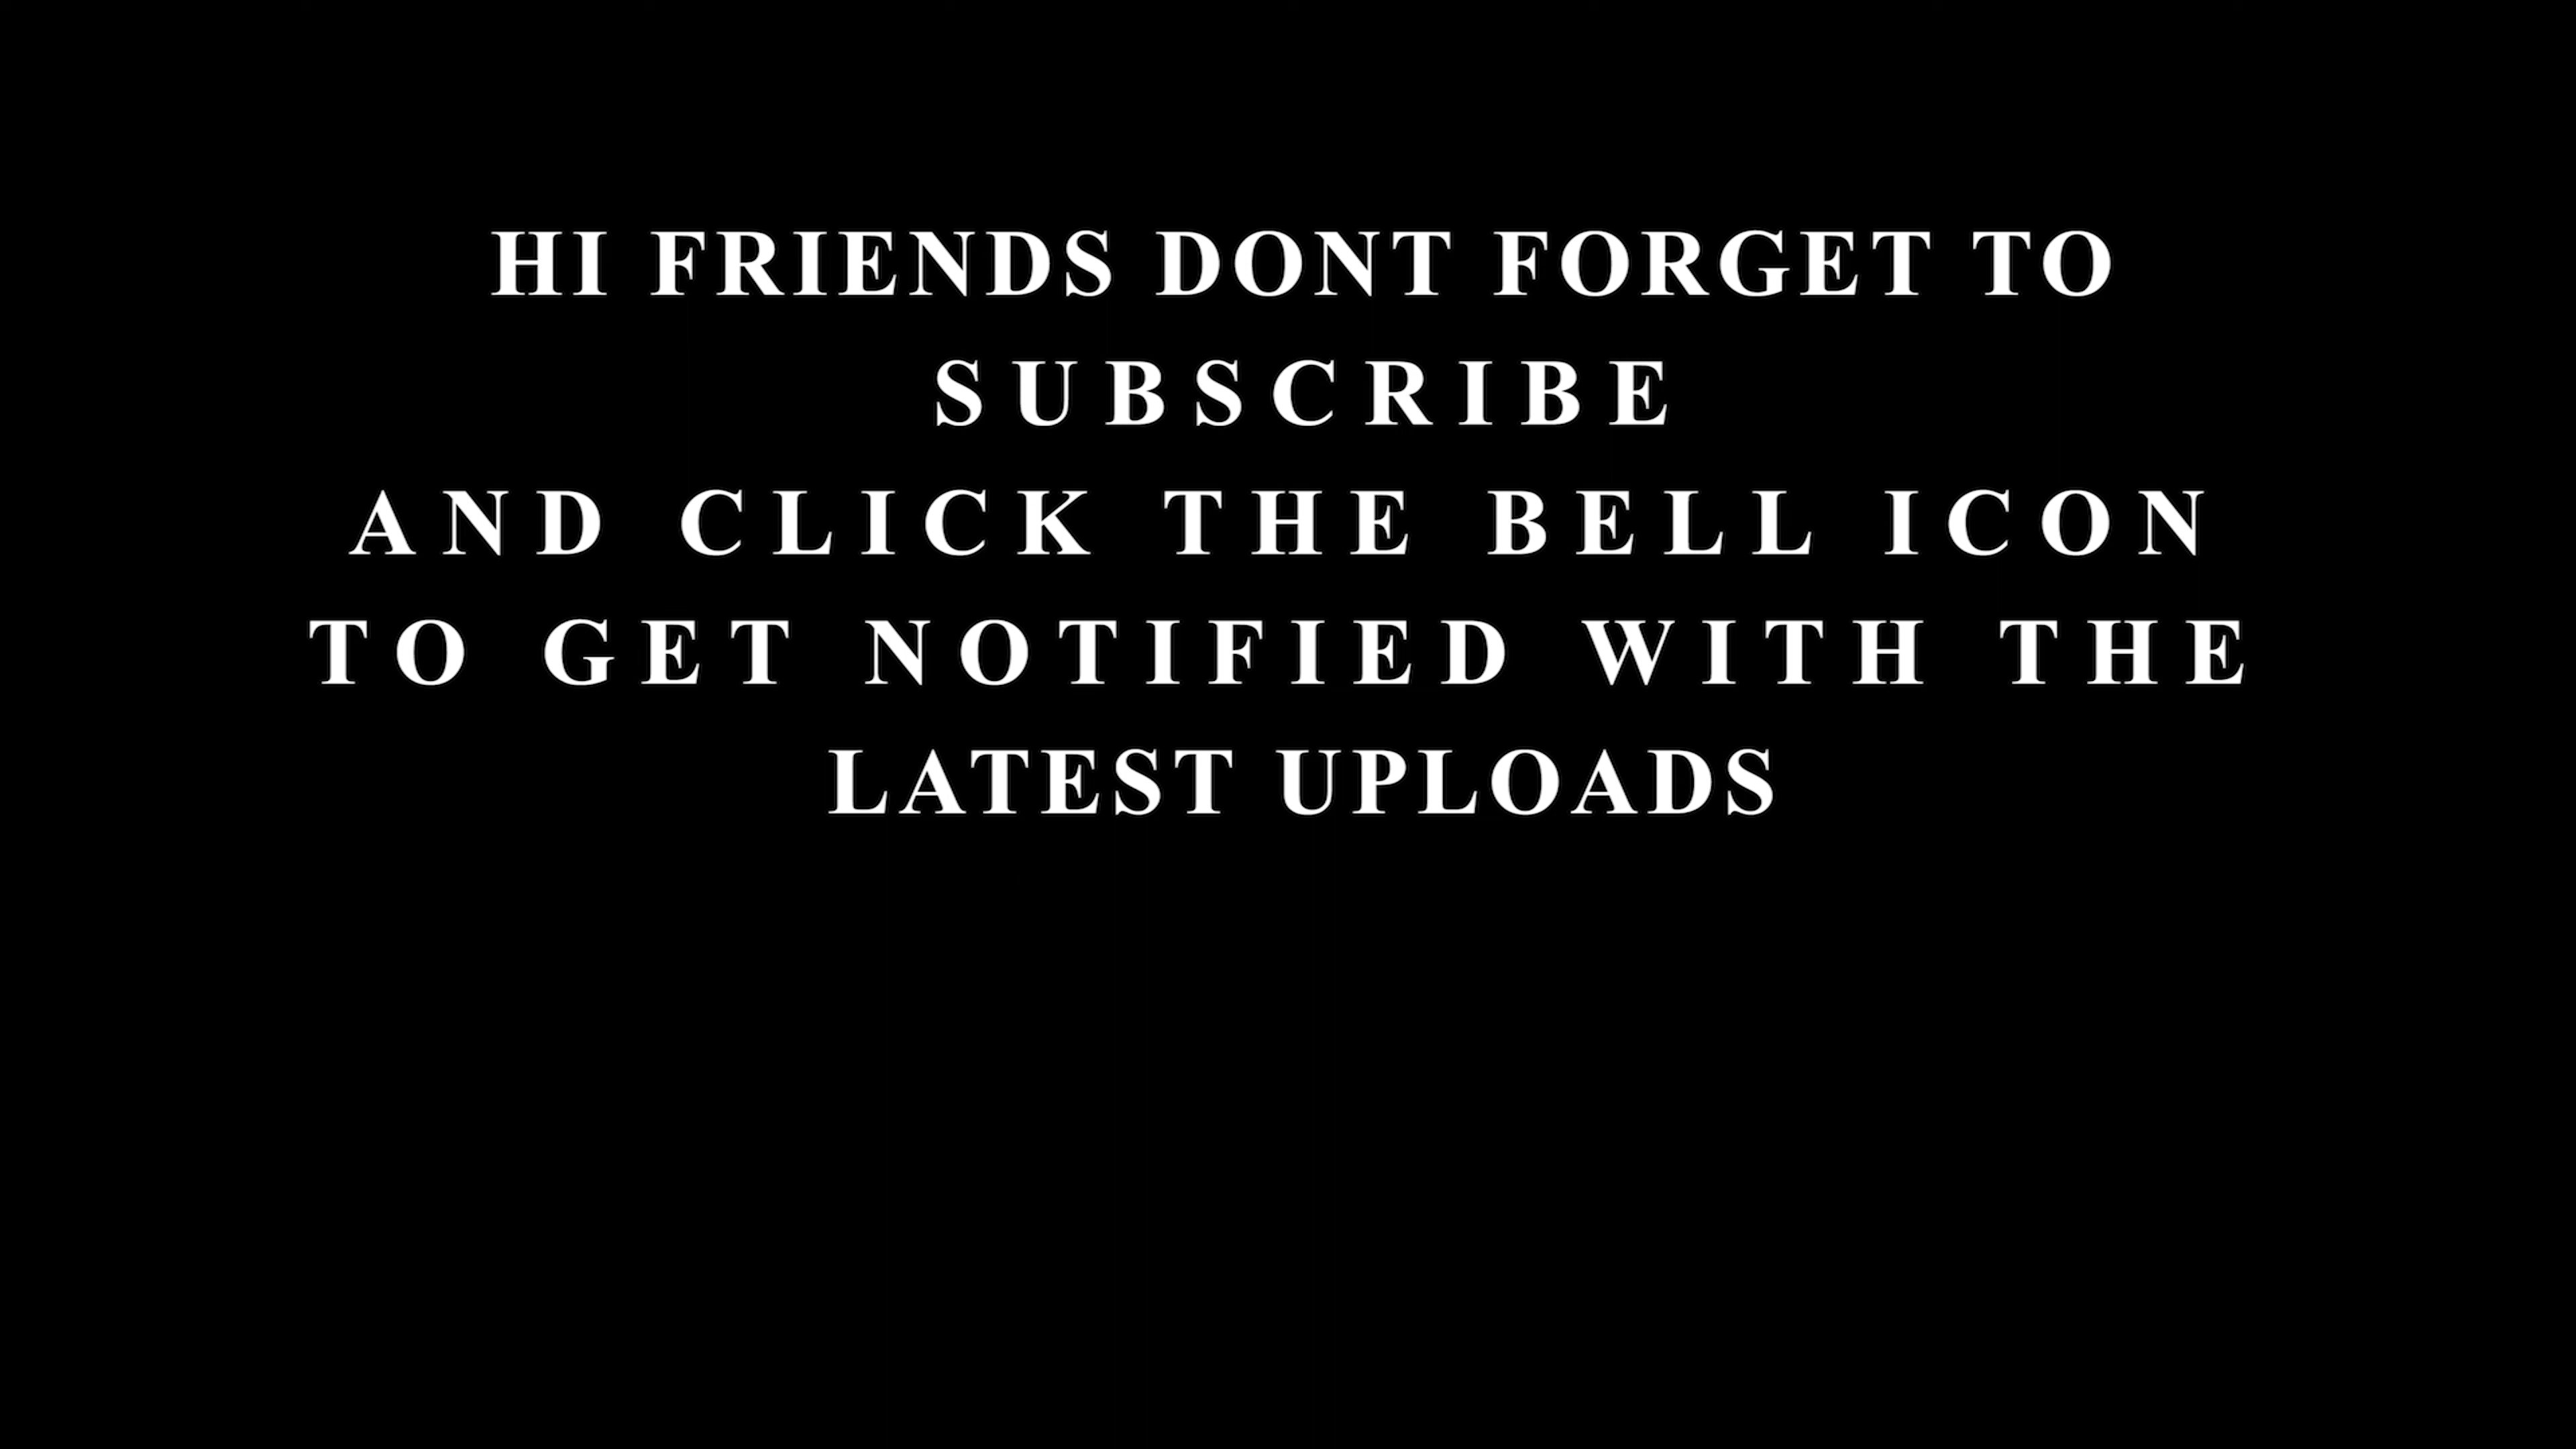 HI FRIENDS DONT FORGET TO
SUBSCRIBE
AND CLICK THE BELL ICON
TO GET NOTIFIED WITH THE
LATEST UPLOADS